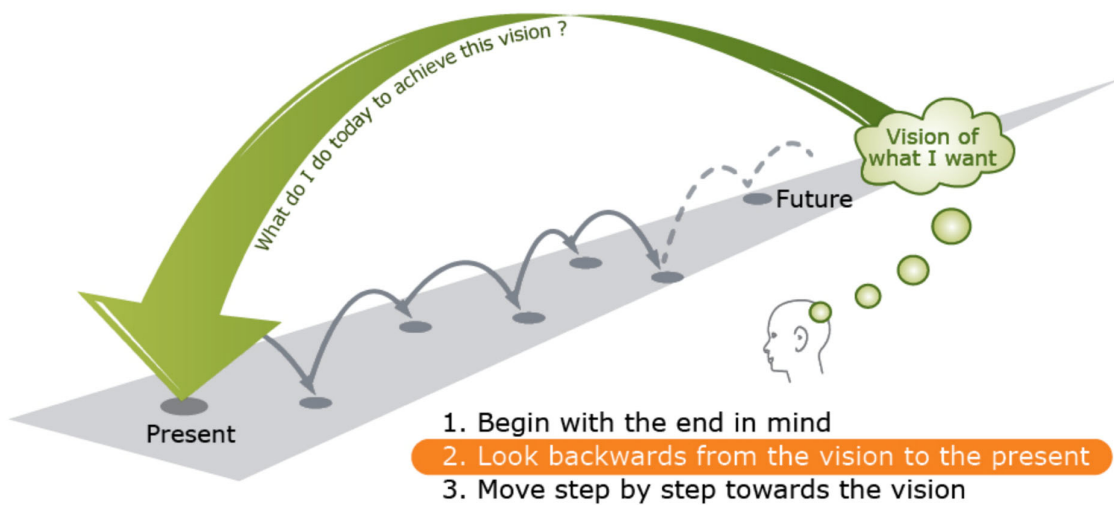 What do I do today to achieve this vision ?
Vision of
what I want
Future
Present
1. Begin with the end in mind
2. Look backwards from the vision to the present
3. Move step by step towards the vision